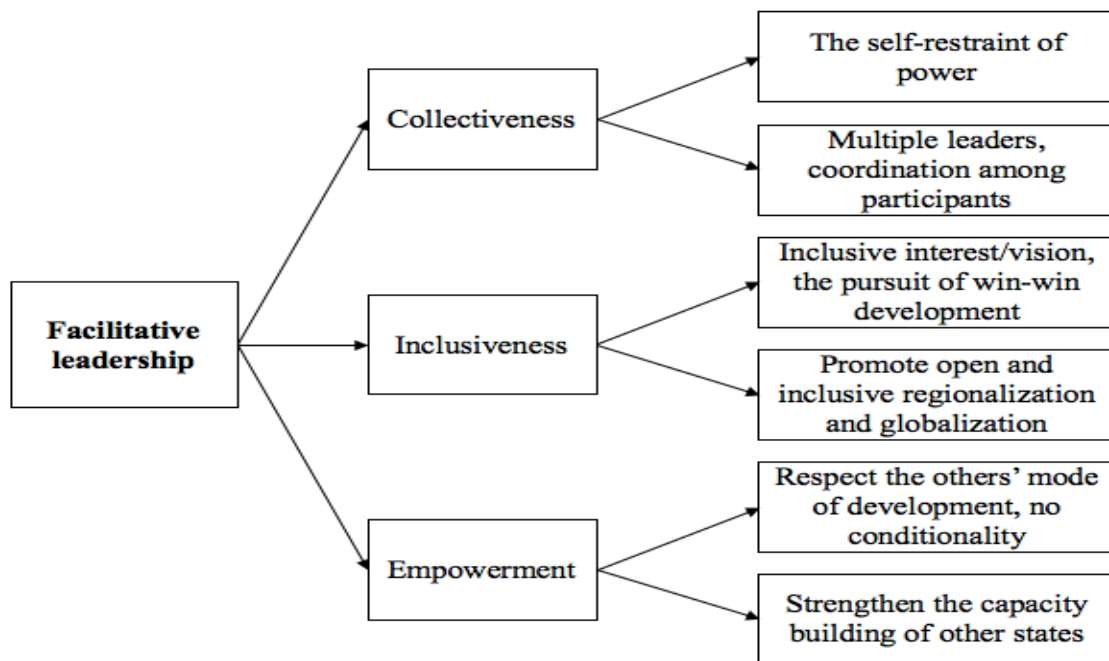 Facilitative
leadership
Collectiveness
The self-restraint of
power
Multiple leaders,
coordination among
participants
Inclusiveness
Inclusive interest/vision,
the pursuit of win-win
development
Promote open and
inclusive regionalization
and globalization
Empowerment
Respect the others’ mode
of development, no
conditionality
Strengthen the capacity
building of other states